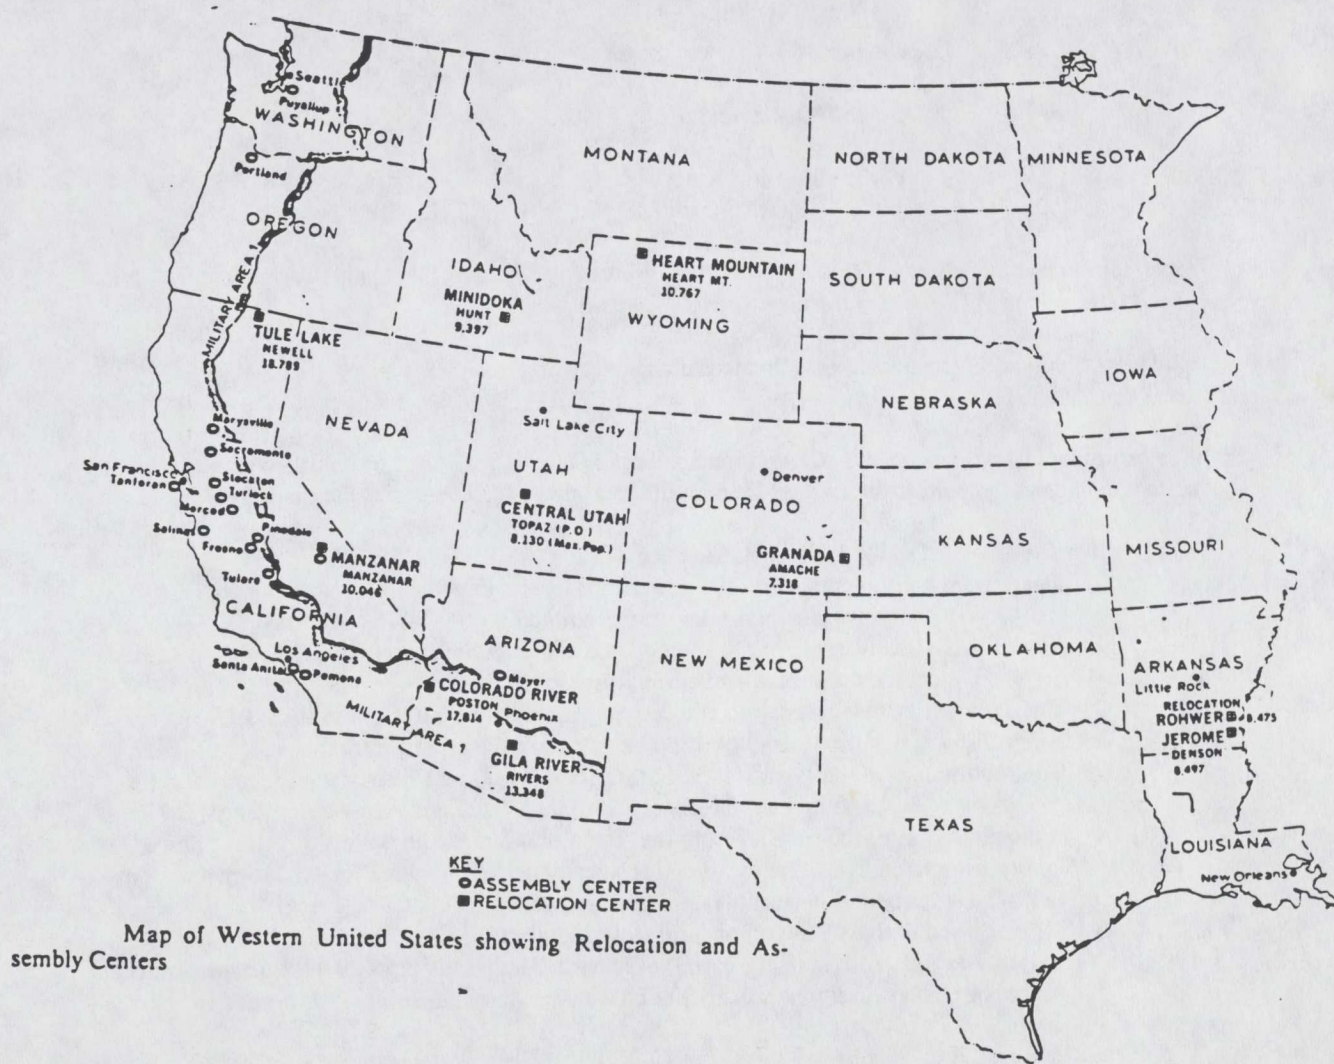 Seattle
Puyallup
WASHINGTON
Portland
OREGON
MILITARY AREA 1
MONTANA
NORTH DAKOTA
MINNESOTA
IDAHO
MINIDOKA
HUNT
9,397
HEART MOUNTAIN
HEART MT.
10.767
WYOMING
SOUTH DAKOTA
TULE LAKE
NEWELL
18.789
NEVADA
Salt Lake City
UTAH
CENTRAL UTAH
TOPAZ (P.O.)
8.130 (Max. Pop.)
NEBRASKA
IOWA
Denver
COLORADO
GRANADA
AMACHE
7,318
KANSAS
MISSOURI
Marysville
Sacramento
San Francisco
Tanforan
Stockton
Turlock
Merced
Salinas
Pinedale
Fresno
MANZANAR
MANZANAR
10,046
Tulare
CALIFORNIA
Los Angeles
Santa Anita
Pomona
MILITARY
AREA 1
ARIZONA
Mayer
COLORADO RIVER
POSTON
17.814
Phoenix
GILA RIVER
RIVERS
13,348
NEW MEXICO
OKLAHOMA
ARKANSAS
Little Rock
RELOCATION
ROHWER 8,475
JEROME
DENSON
8.497
TEXAS
LOUISIANA
New Orleans
KEY
ASSEMBLY CENTER
RELOCATION CENTER
Map of Western United States showing Relocation and As-
sembly Centers